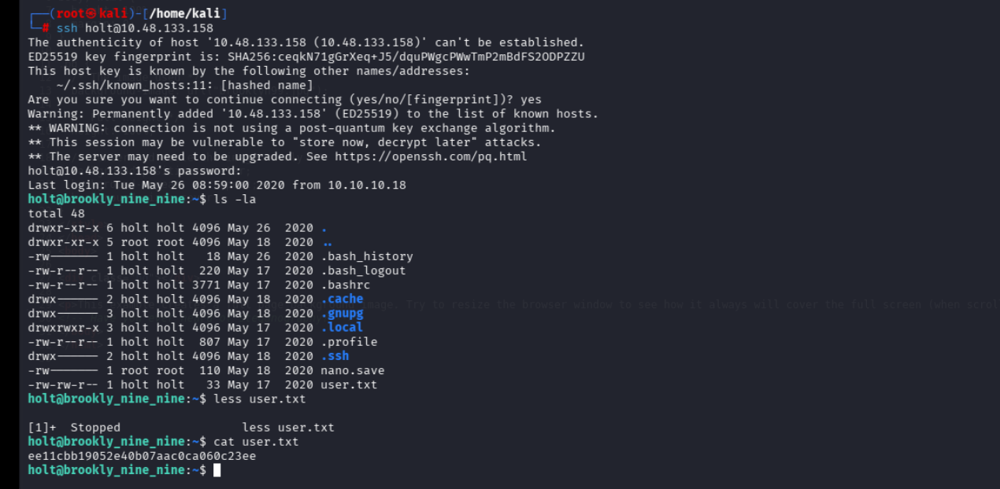 ┌──(root㉿kali)-[/home/kali]
└─# ssh holt@10.48.133.158
The authenticity of host '10.48.133.158 (10.48.133.158)' can't be established.
ED25519 key fingerprint is: SHA256:ceqkN71gGrXeq+J5/dquPWgcPWwTmP2mBdFS2ODPZZU
This host key is known by the following other names/addresses:
    ~/.ssh/known_hosts:11: [hashed name]
Are you sure you want to continue connecting (yes/no/[fingerprint])? yes
Warning: Permanently added '10.48.133.158' (ED25519) to the list of known hosts.
** WARNING: connection is not using a post-quantum key exchange algorithm.
** This session may be vulnerable to "store now, decrypt later" attacks.
** The server may need to be upgraded. See https://openssh.com/pq.html
holt@10.48.133.158's password:
Last login: Tue May 26 08:59:00 2020 from 10.10.10.18
holt@brookly_nine_nine:~$ ls -la
total 48
drwxr-xr-x 6 holt holt 4096 May 26  2020 .
drwxr-xr-x 5 root root 4096 May 18  2020 ..
-rw------- 1 holt holt   18 May 26  2020 .bash_history
-rw-r--r-- 1 holt holt  220 May 17  2020 .bash_logout
-rw-r--r-- 1 holt holt 3771 May 17  2020 .bashrc
drwx------ 2 holt holt 4096 May 18  2020 .cache
drwx------ 3 holt holt 4096 May 18  2020 .gnupg
drwxrwxr-x 3 holt holt 4096 May 17  2020 .local
-rw-r--r-- 1 holt holt  807 May 17  2020 .profile
drwx------ 2 holt holt 4096 May 18  2020 .ssh
-rw------- 1 root root  110 May 18  2020 nano.save
-rw-rw-r-- 1 holt holt   33 May 17  2020 user.txt
holt@brookly_nine_nine:~$ less user.txt
[1]+  Stopped                 less user.txt
holt@brookly_nine_nine:~$ cat user.txt
ee11cbb19052e40b07aac0ca060c23ee
holt@brookly_nine_nine:~$
Try to resize the browser window to see how it always will cover the full screen (when scrol